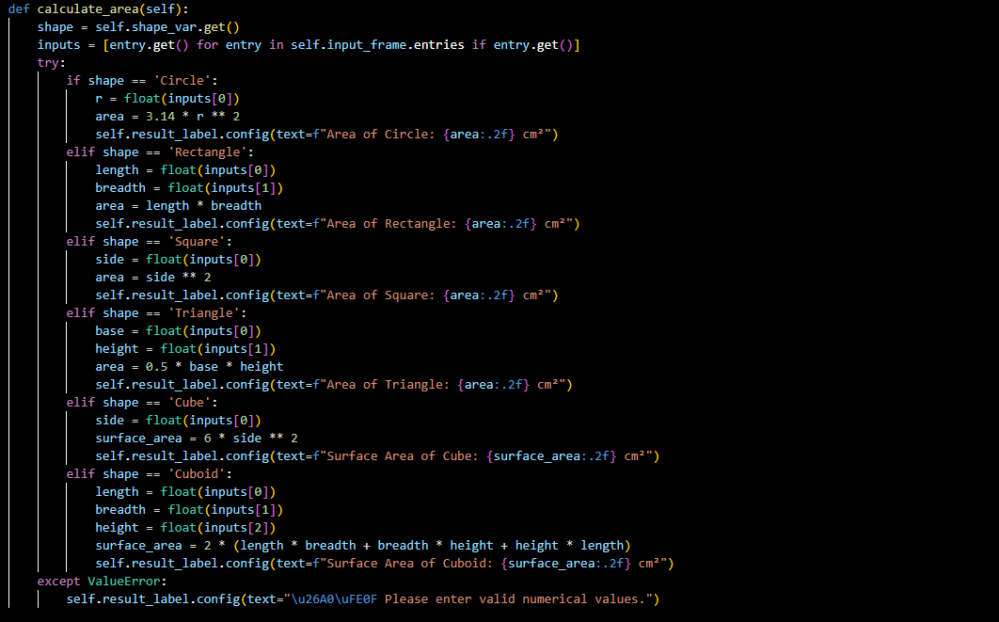 def calculate_area(self):
    shape = self.shape_var.get()
    inputs = [entry.get() for entry in self.input_frame.entries if entry.get()]
    try:
        if shape == 'Circle':
            r = float(inputs[0])
            area = 3.14 * r ** 2
            self.result_label.config(text=f"Area of Circle: {area:.2f} cm²")
        elif shape == 'Rectangle':
            length = float(inputs[0])
            breadth = float(inputs[1])
            area = length * breadth
            self.result_label.config(text=f"Area of Rectangle: {area:.2f} cm²")
        elif shape == 'Square':
            side = float(inputs[0])
            area = side ** 2
            self.result_label.config(text=f"Area of Square: {area:.2f} cm²")
        elif shape == 'Triangle':
            base = float(inputs[0])
            height = float(inputs[1])
            area = 0.5 * base * height
            self.result_label.config(text=f"Area of Triangle: {area:.2f} cm²")
        elif shape == 'Cube':
            side = float(inputs[0])
            surface_area = 6 * side ** 2
            self.result_label.config(text=f"Surface Area of Cube: {surface_area:.2f} cm²")
        elif shape == 'Cuboid':
            length = float(inputs[0])
            breadth = float(inputs[1])
            height = float(inputs[2])
            surface_area = 2 * (length * breadth + breadth * height + height * length)
            self.result_label.config(text=f"Surface Area of Cuboid: {surface_area:.2f} cm²")
    except ValueError:
        self.result_label.config(text="\u26A0\uFE0F Please enter valid numerical values.")